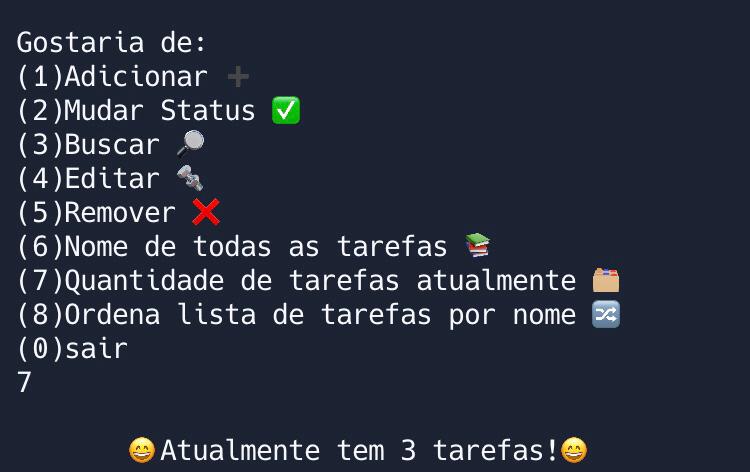 Gostaria de:
(1)Adicionar ➕
(2)Mudar Status ✅
(3)Buscar 🔎
(4)Editar 🔩
(5)Remover ❌
(6)Nome de todas as tarefas 📚
(7)Quantidade de tarefas atualmente 🗂️
(8)Ordena lista de tarefas por nome 🔀
(0)sair
7
😄Atualmente tem 3 tarefas!😄